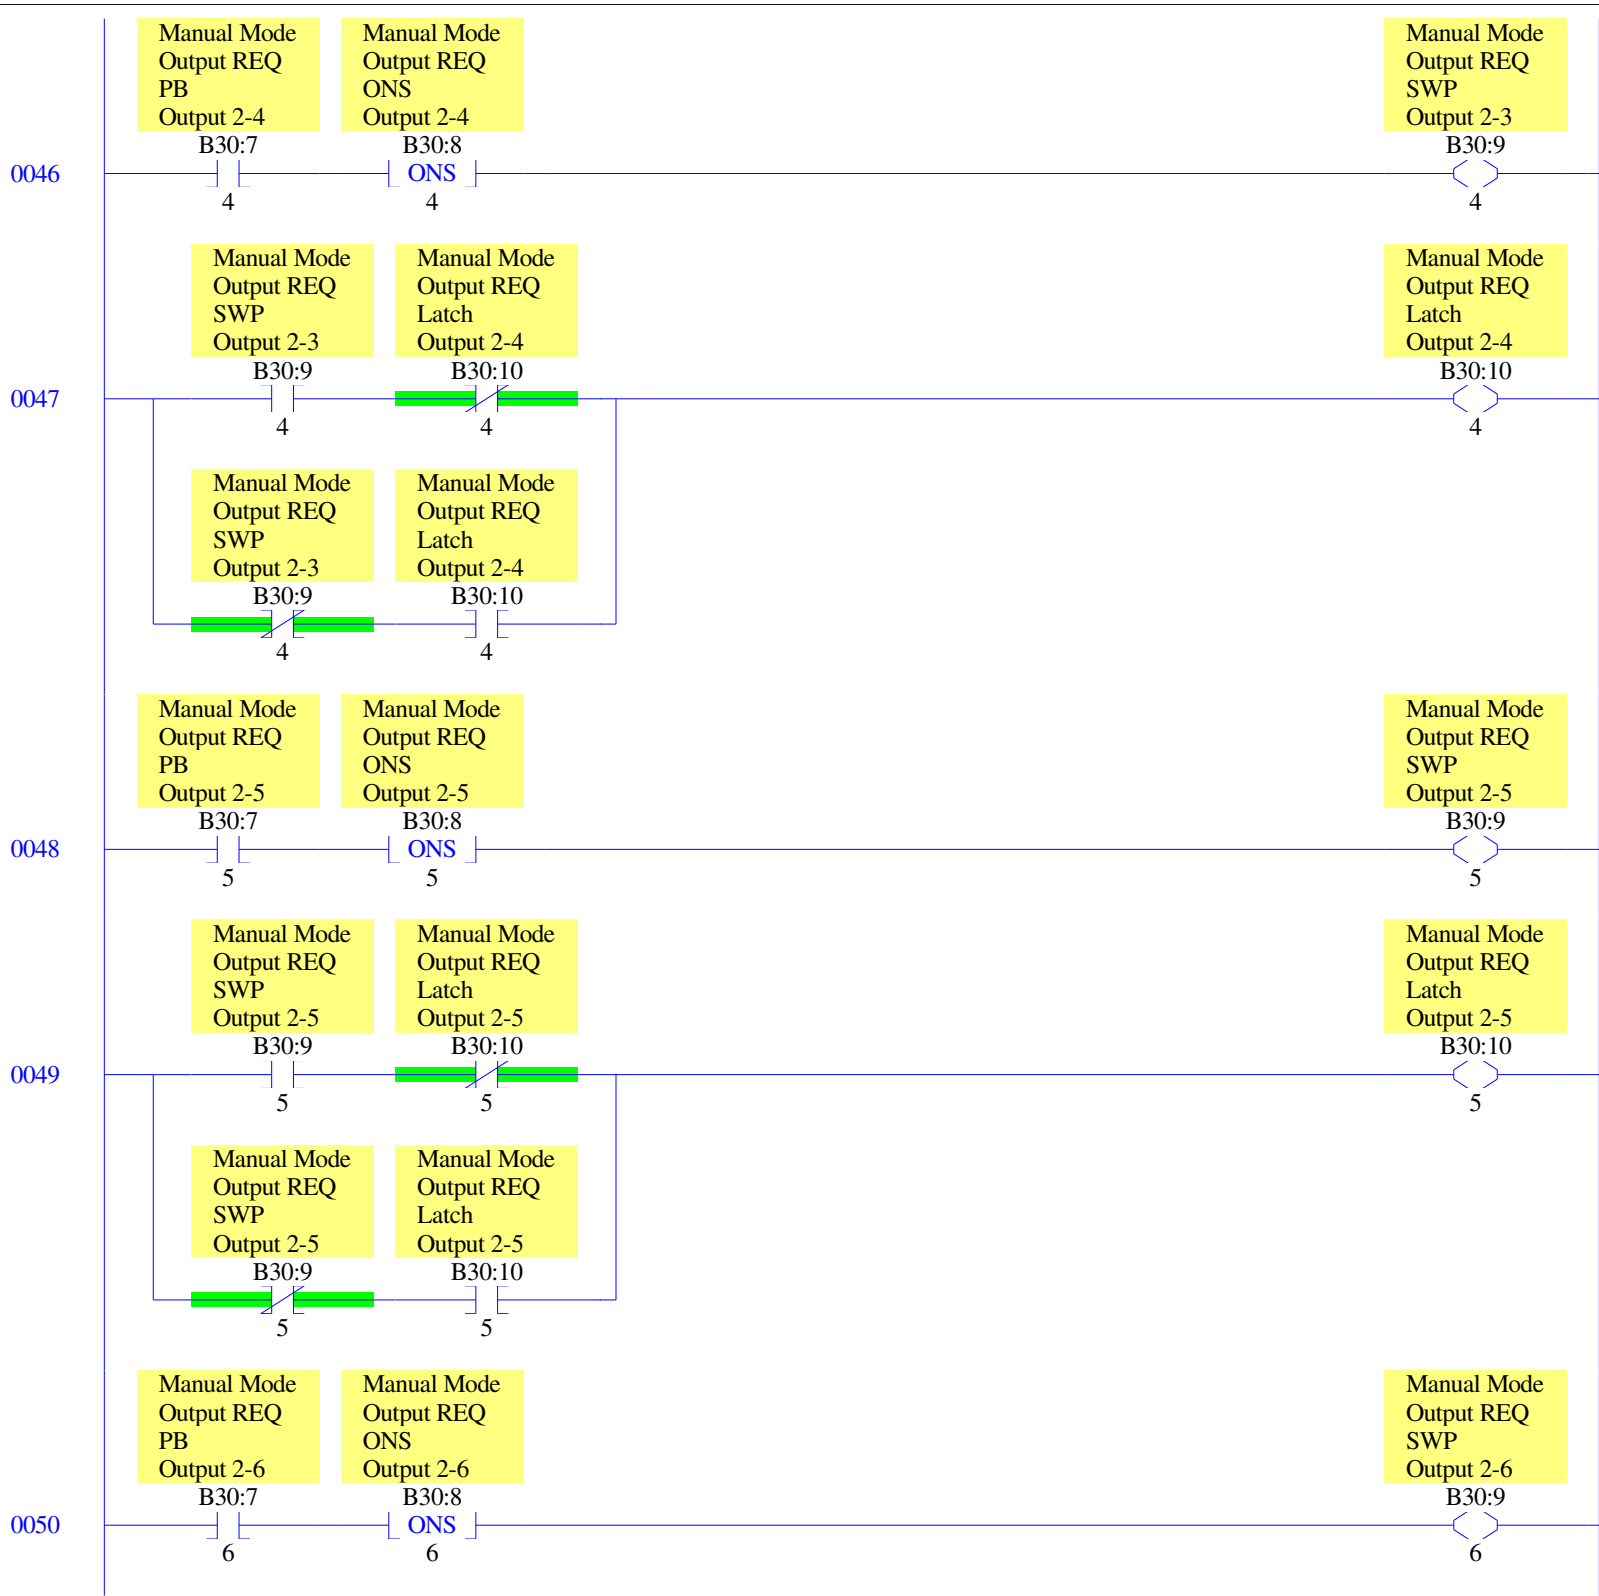 Manual Mode
Output REQ
PB
Output 2-4
B30:7
4
Manual Mode
Output REQ
ONS
Output 2-4
B30:8
ONS
4
Manual Mode
Output REQ
SWP
Output 2-3
B30:9
4
0046
Manual Mode
Output REQ
SWP
Output 2-3
B30:9
4
Manual Mode
Output REQ
Latch
Output 2-4
B30:10
4
Manual Mode
Output REQ
Latch
Output 2-4
B30:10
4
0047
Manual Mode
Output REQ
SWP
Output 2-3
B30:9
4
Manual Mode
Output REQ
Latch
Output 2-4
B30:10
4
Manual Mode
Output REQ
PB
Output 2-5
B30:7
5
Manual Mode
Output REQ
ONS
Output 2-5
B30:8
ONS
5
Manual Mode
Output REQ
SWP
Output 2-5
B30:9
5
0048
Manual Mode
Output REQ
SWP
Output 2-5
B30:9
5
Manual Mode
Output REQ
Latch
Output 2-5
B30:10
5
Manual Mode
Output REQ
Latch
Output 2-5
B30:10
5
0049
Manual Mode
Output REQ
SWP
Output 2-5
B30:9
5
Manual Mode
Output REQ
Latch
Output 2-5
B30:10
5
Manual Mode
Output REQ
PB
Output 2-6
B30:7
6
Manual Mode
Output REQ
ONS
Output 2-6
B30:8
ONS
6
Manual Mode
Output REQ
SWP
Output 2-6
B30:9
6
0050